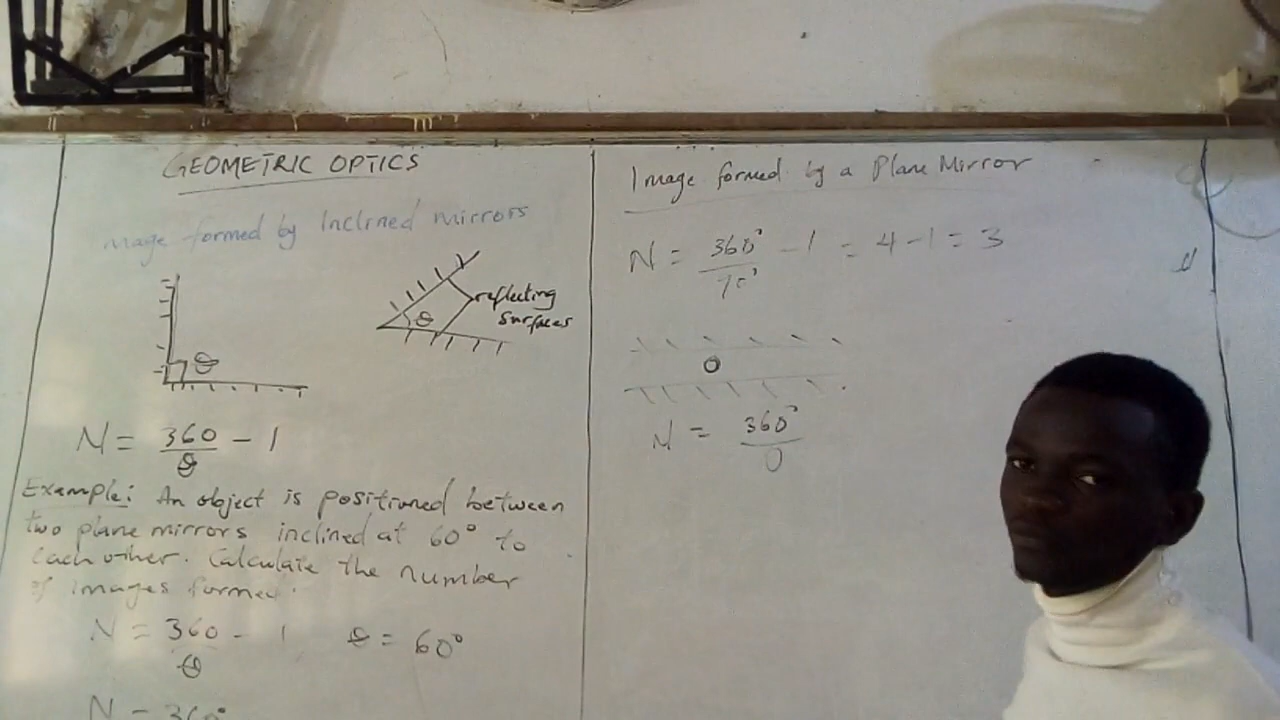 GEOMETRIC OPTICS
mage formed by Inclined mirrors
reflecting
surfaces
θ
θ
N = 360/θ - 1
Example: An object is positioned between
two plane mirrors inclined at 60° to
each other. Calculate the number
of images formed.
N = 360/θ - 1 θ = 60°
N = 360°
Image formed by a Plane Mirror
N = 360°/90° - 1 = 4 - 1 = 3
O
N = 360°/0